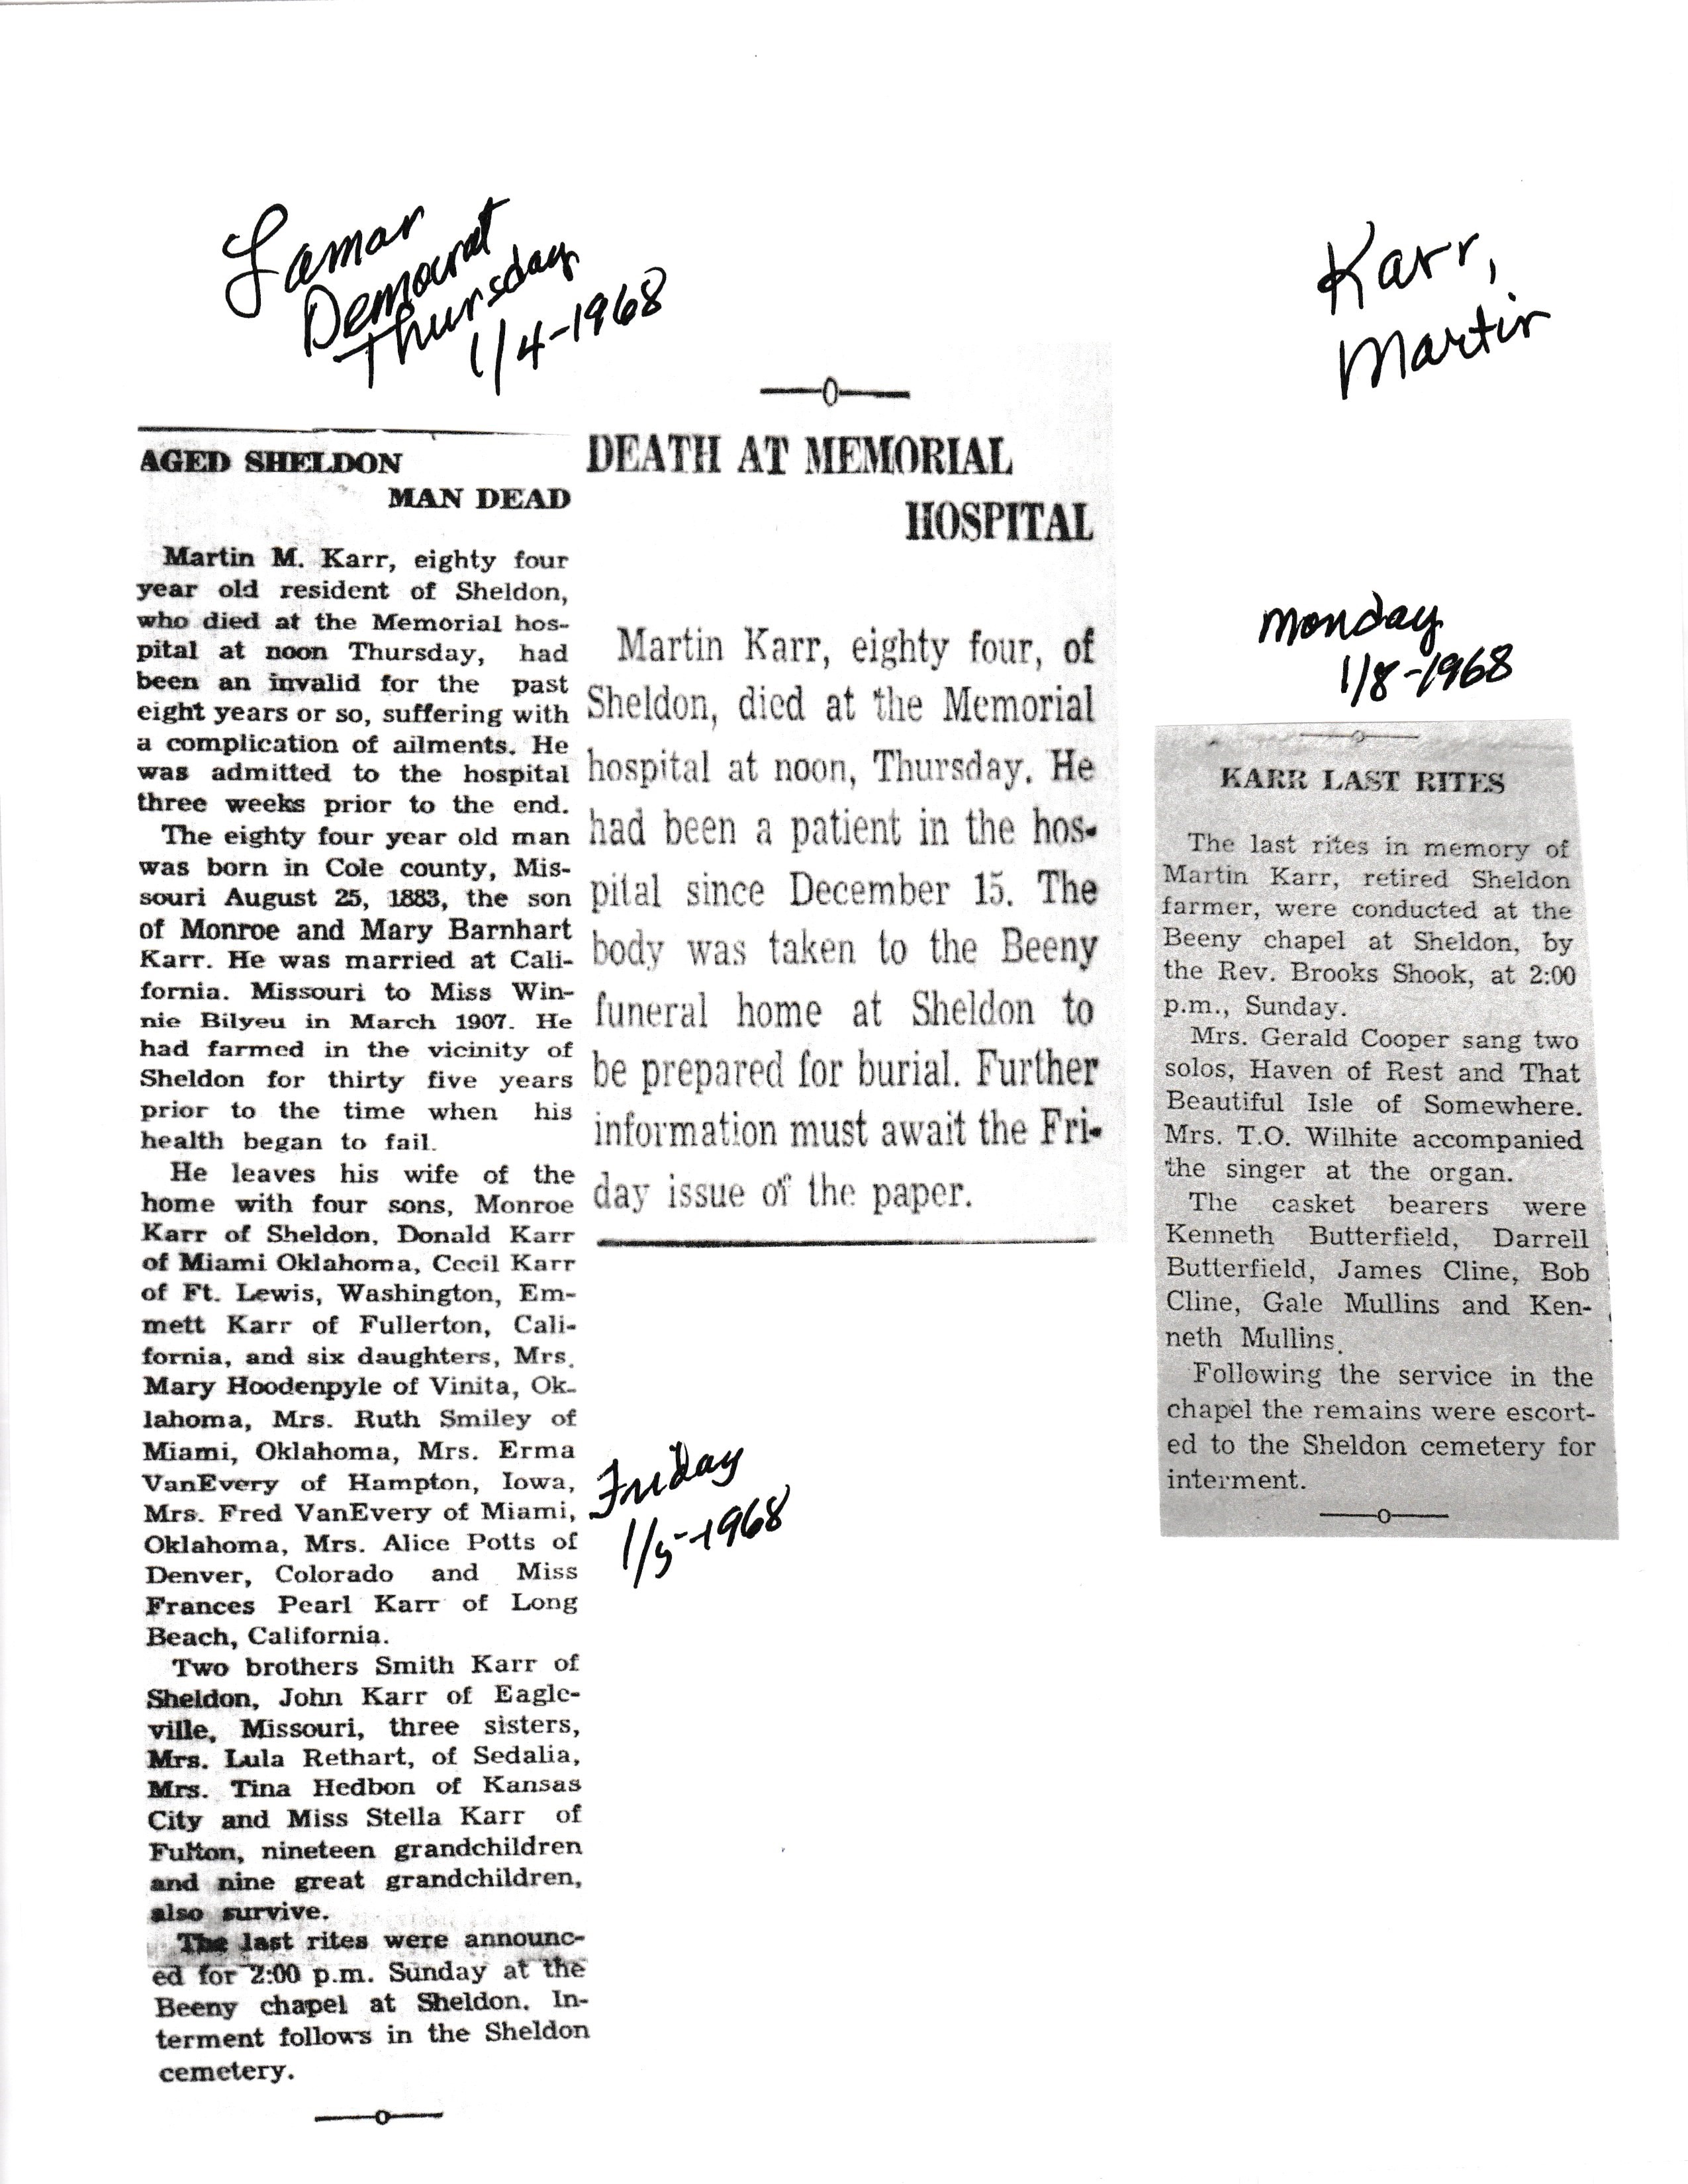 Lamar
Democrat
Thursday
1/4-1968
Karr,
Martin
AGED SHELDON
MAN DEAD
Martin M. Karr, eighty four
year old resident of Sheldon,
who died at the Memorial hos-
pital at noon Thursday, had
been an invalid for the past
eight years or so, suffering with
a complication of ailments. He
was admitted to the hospital
three weeks prior to the end.
The eighty four year old man
was born in Cole county, Mis-
souri August 25, 1883, the son
of Monroe and Mary Barnhart
Karr. He was married at Cali-
fornia. Missouri to Miss Win-
nie Bilyeu in March 1907. He
had farmed in the vicinity of
Sheldon for thirty five years
prior to the time when his
health began to fail.
He leaves his wife of the
home with four sons, Monroe
Karr of Sheldon, Donald Karr
of Miami Oklahoma, Cecil Karr
of Ft. Lewis, Washington, Em-
mett Karr of Fullerton, Cali-
fornia, and six daughters, Mrs.
Mary Hoodenpyle of Vinita, Ok-
lahoma, Mrs. Ruth Smiley of
Miami, Oklahoma, Mrs. Erma
VanEvery of Hampton, Iowa,
Mrs. Fred VanEvery of Miami,
Oklahoma, Mrs. Alice Potts of
Denver, Colorado and Miss
Frances Pearl Karr of Long
Beach, California.
Two brothers Smith Karr of
Sheldon, John Karr of Eagle-
ville, Missouri, three sisters,
Mrs. Lula Rethart, of Sedalia,
Mrs. Tina Hedbon of Kansas
City and Miss Stella Karr of
Fulton, nineteen grandchildren
and nine great grandchildren,
also survive.
The last rites were announc-
ed for 2:00 p.m. Sunday at the
Beeny chapel at Sheldon. In-
terment follows in the Sheldon
cemetery.
Friday
1/5-1968
DEATH AT MEMORIAL
HOSPITAL
Martin Karr, eighty four, of
Sheldon, died at the Memorial
hospital at noon, Thursday. He
had been a patient in the hos-
pital since December 15. The
body was taken to the Beeny
funeral home at Sheldon to
be prepared for burial. Further
information must await the Fri-
day issue of the paper.
Monday
1/8-1968
KARR LAST RITES
The last rites in memory of
Martin Karr, retired Sheldon
farmer, were conducted at the
Beeny chapel at Sheldon, by
the Rev. Brooks Shook, at 2:00
p.m., Sunday.
Mrs. Gerald Cooper sang two
solos, Haven of Rest and That
Beautiful Isle of Somewhere.
Mrs. T.O. Wilhite accompanied
the singer at the organ.
The casket bearers were
Kenneth Butterfield, Darrell
Butterfield, James Cline, Bob
Cline, Gale Mullins and Ken-
neth Mullins.
Following the service in the
chapel the remains were escort-
ed to the Sheldon cemetery for
interment.